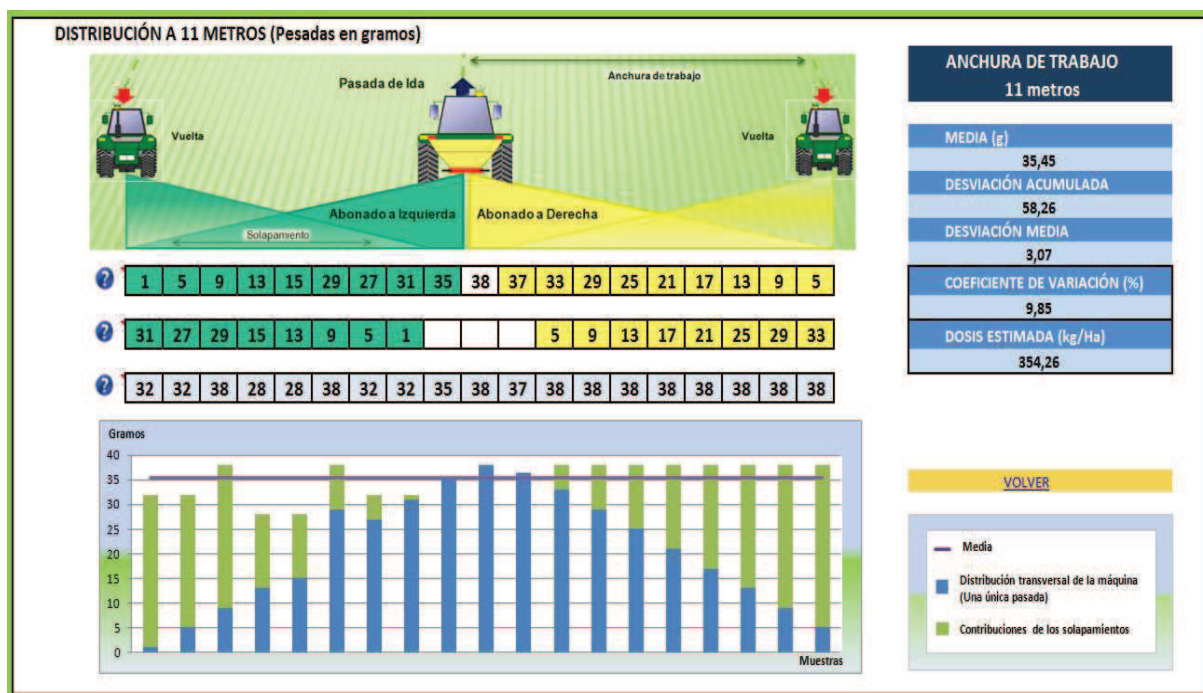 DISTRIBUCIÓN A 11 METROS (Pesadas en gramos)
Pasada de Ida
Anchura de trabajo
Vuelta
Vuelta
Abonado a Izquierda
Abonado a Derecha
Solapamiento
? 1 5 9 13 15 29 27 31 35 38 37 33 29 25 21 17 13 9 5
? 31 27 29 15 13 9 5 1 5 9 13 17 21 25 29 33
? 32 32 38 28 28 38 32 32 35 38 37 38 38 38 38 38 38 38 38
Gramos
40
35
30
25
20
15
10
5
0
Muestras
ANCHURA DE TRABAJO
11 metros
MEDIA (g)
35,45
DESVIACIÓN ACUMULADA
58,26
DESVIACIÓN MEDIA
3,07
COEFICIENTE DE VARIACIÓN (%)
9,85
DOSIS ESTIMADA (kg/Ha)
354,26
VOLVER
Media
Distribución transversal de la máquina
(Una única pasada)
Contribuciones de los solapamientos